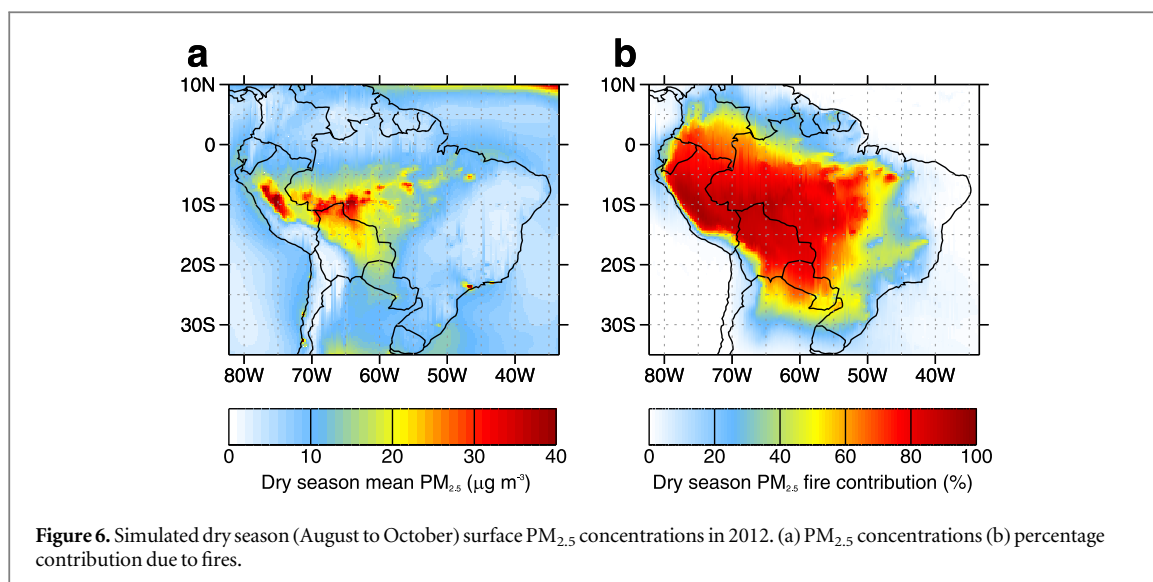 a
b
10N
0
10S
20S
30S
80W 70W 60W 50W 40W
10N
0
10S
20S
30S
80W 70W 60W 50W 40W
0 10 20 30 40
Dry season mean PM2.5 (μg m-3)
0 20 40 60 80 100
Dry season PM2.5 fire contribution (%)
Figure 6. Simulated dry season (August to October) surface PM2.5 concentrations in 2012. (a) PM2.5 concentrations (b) percentage
contribution due to fires.